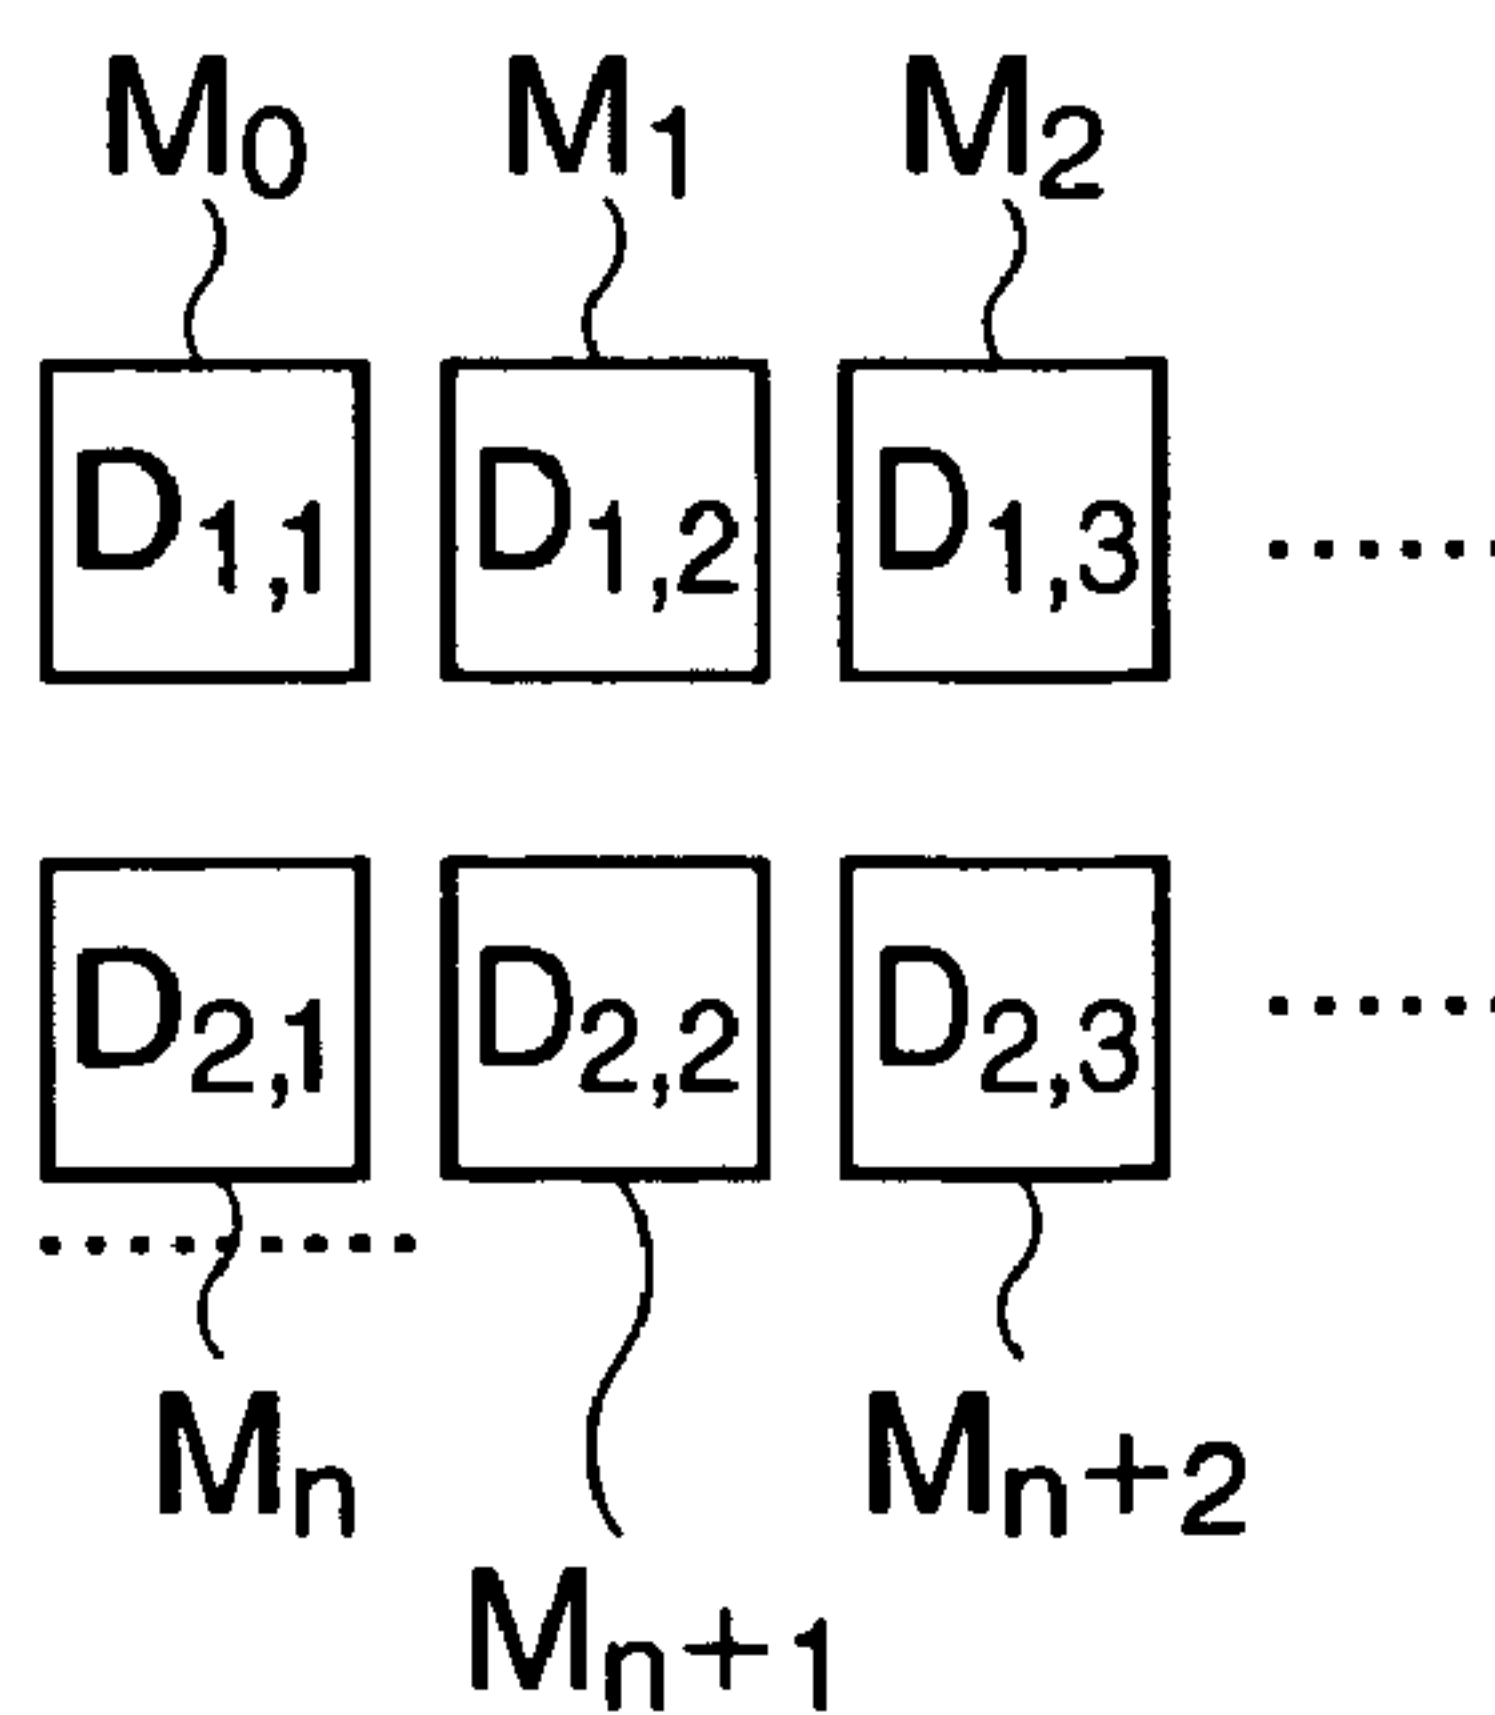 M0 M1 M2
D1,1 D1,2 D1,3 ......
D2,1 D2,2 D2,3 ......
.........
Mn Mn+2
Mn+1